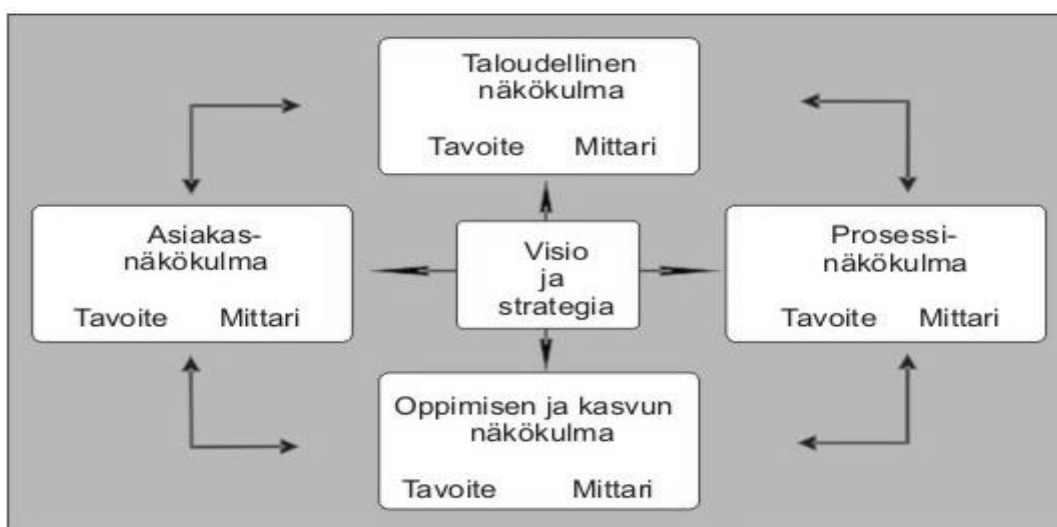 Taloudellinen
näkökulma
Tavoite Mittari
Asiakas-
näkökulma
Tavoite Mittari
Visio
ja
strategia
Prosessi-
näkökulma
Tavoite Mittari
Oppimisen ja kasvun
näkökulma
Tavoite Mittari